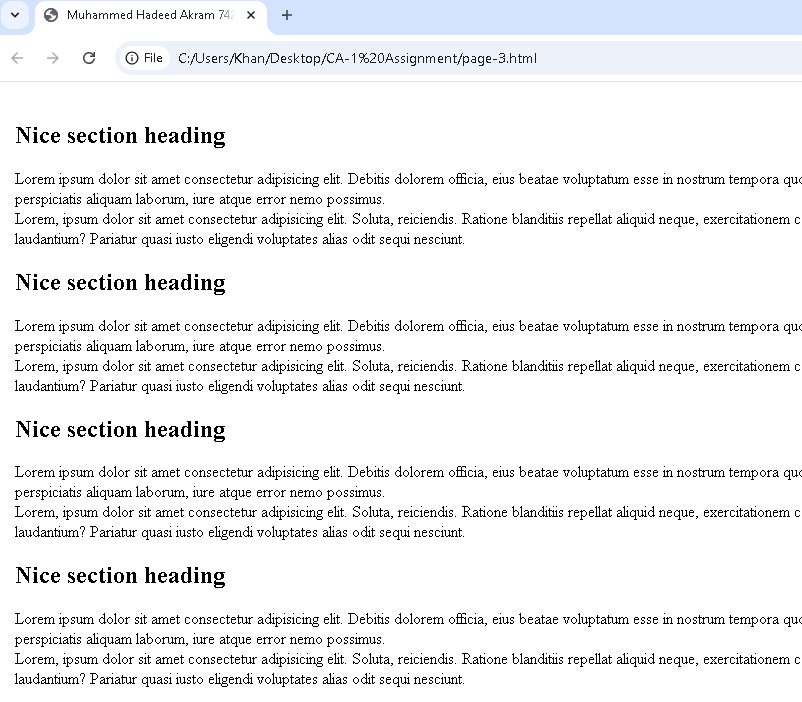 Muhammed Hadeed Akram 742
File C:/Users/Khan/Desktop/CA-1%20Assignment/page-3.html
Nice section heading
Lorem ipsum dolor sit amet consectetur adipisicing elit. Debitis dolorem officia, eius beatae voluptatum esse in nostrum tempora quo
perspiciatis aliquam laborum, iure atque error nemo possimus.
Lorem, ipsum dolor sit amet consectetur adipisicing elit. Soluta, reiciendis. Ratione blanditiis repellat aliquid neque, exercitationem c
laudantium? Pariatur quasi iusto eligendi voluptates alias odit sequi nesciunt.
Nice section heading
Lorem ipsum dolor sit amet consectetur adipisicing elit. Debitis dolorem officia, eius beatae voluptatum esse in nostrum tempora quo
perspiciatis aliquam laborum, iure atque error nemo possimus.
Lorem, ipsum dolor sit amet consectetur adipisicing elit. Soluta, reiciendis. Ratione blanditiis repellat aliquid neque, exercitationem c
laudantium? Pariatur quasi iusto eligendi voluptates alias odit sequi nesciunt.
Nice section heading
Lorem ipsum dolor sit amet consectetur adipisicing elit. Debitis dolorem officia, eius beatae voluptatum esse in nostrum tempora quo
perspiciatis aliquam laborum, iure atque error nemo possimus.
Lorem, ipsum dolor sit amet consectetur adipisicing elit. Soluta, reiciendis. Ratione blanditiis repellat aliquid neque, exercitationem c
laudantium? Pariatur quasi iusto eligendi voluptates alias odit sequi nesciunt.
Nice section heading
Lorem ipsum dolor sit amet consectetur adipisicing elit. Debitis dolorem officia, eius beatae voluptatum esse in nostrum tempora quo
perspiciatis aliquam laborum, iure atque error nemo possimus.
Lorem, ipsum dolor sit amet consectetur adipisicing elit. Soluta, reiciendis. Ratione blanditiis repellat aliquid neque, exercitationem c
laudantium? Pariatur quasi iusto eligendi voluptates alias odit sequi nesciunt.